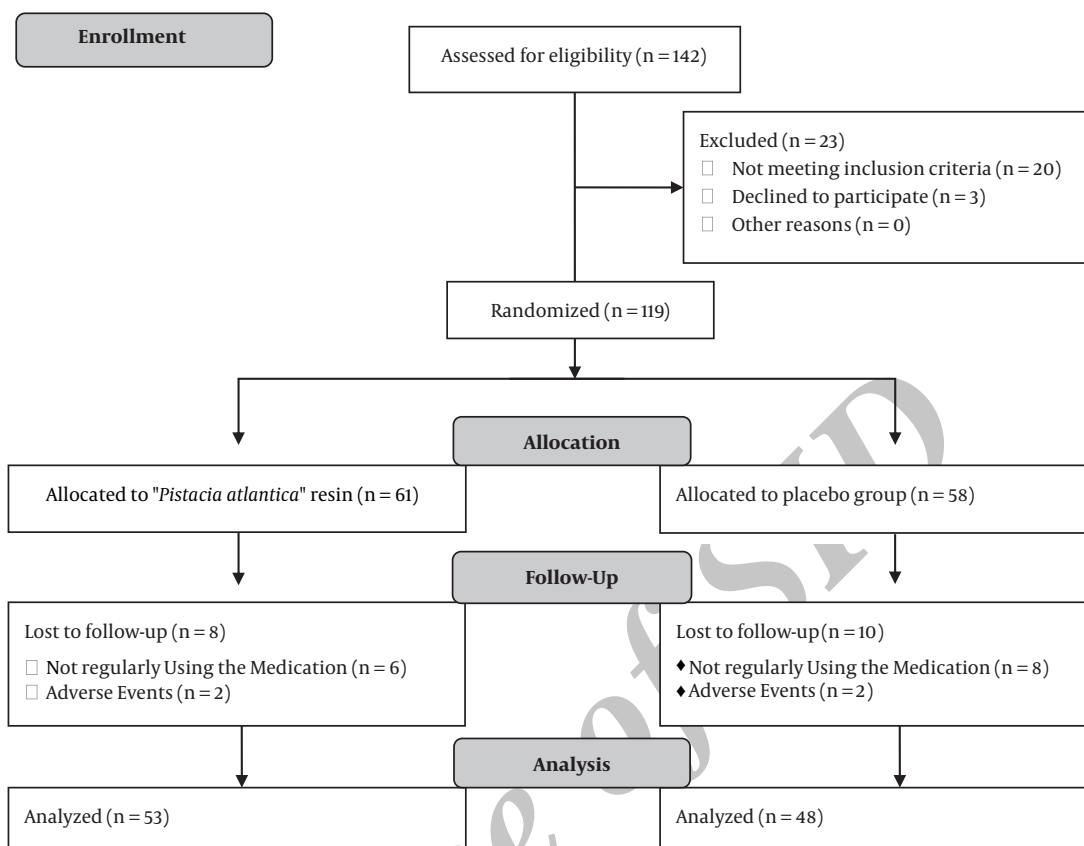 Enrollment
Assessed for eligibility (n = 142)
Excluded (n = 23)
Not meeting inclusion criteria (n = 20)
Declined to participate (n = 3)
Other reasons (n = 0)
Randomized (n = 119)
Allocation
Allocated to "Pistacia atlantica" resin (n = 61)
Allocated to placebo group (n = 58)
Follow-Up
Lost to follow-up (n = 8)
Not regularly Using the Medication (n = 6)
Adverse Events (n = 2)
Lost to follow-up (n = 10)
♦ Not regularly Using the Medication (n = 8)
♦ Adverse Events (n = 2)
Analysis
Analyzed (n = 53)
Analyzed (n = 48)
e of SID